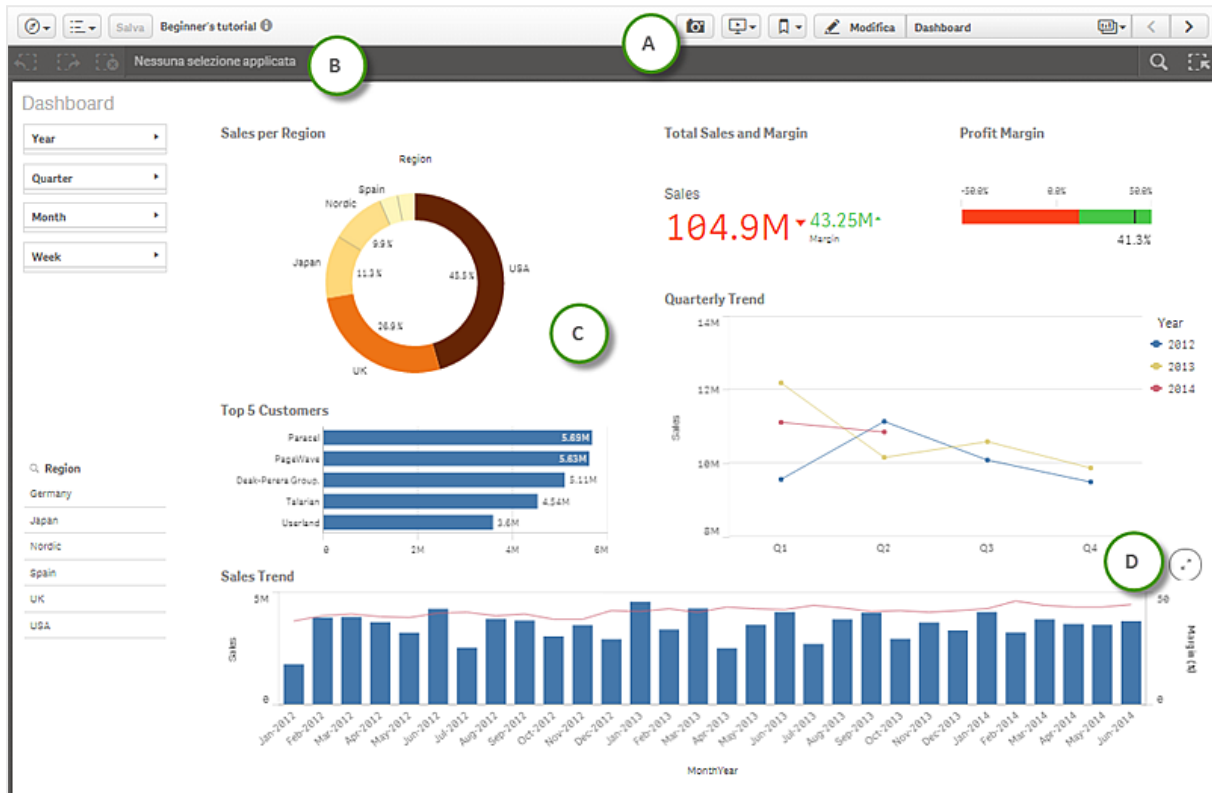 Salva Beginner's tutorial
A
Modifica Dashboard
Nessuna selezione applicata
B
Dashboard
Year
Quarter
Month
Week
Region
Germany
Japan
Nordic
Spain
UK
USA
Sales per Region
Region
Spain
Nordic
Japan
UK
USA
9.9%
11.3%
26.9%
45.5%
C
Total Sales and Margin
Sales
104.9M 43.25M
Margin
Profit Margin
-50.0% 0.0% 50.0%
41.3%
Top 5 Customers
Paracel 5.69M
PageWave 5.63M
Deak-Perera Group. 5.11M
Talarian 4.54M
Userland 3.6M
0 2M 4M 6M
Quarterly Trend
14M
12M
10M
8M
Sales
Q1 Q2 Q3 Q4
Year
2012
2013
2014
D
Sales Trend
5M
0
Sales
50
0
Margin (%)
Jan-2012 Feb-2012 Mar-2012 Apr-2012 May-2012 Jun-2012 Jul-2012 Aug-2012 Sep-2012 Oct-2012 Nov-2012 Dec-2012 Jan-2013 Feb-2013 Mar-2013 Apr-2013 May-2013 Jun-2013 Jul-2013 Aug-2013 Sep-2013 Oct-2013 Nov-2013 Dec-2013 Jan-2014 Feb-2014 Mar-2014 Apr-2014 May-2014 Jun-2014
MonthYear